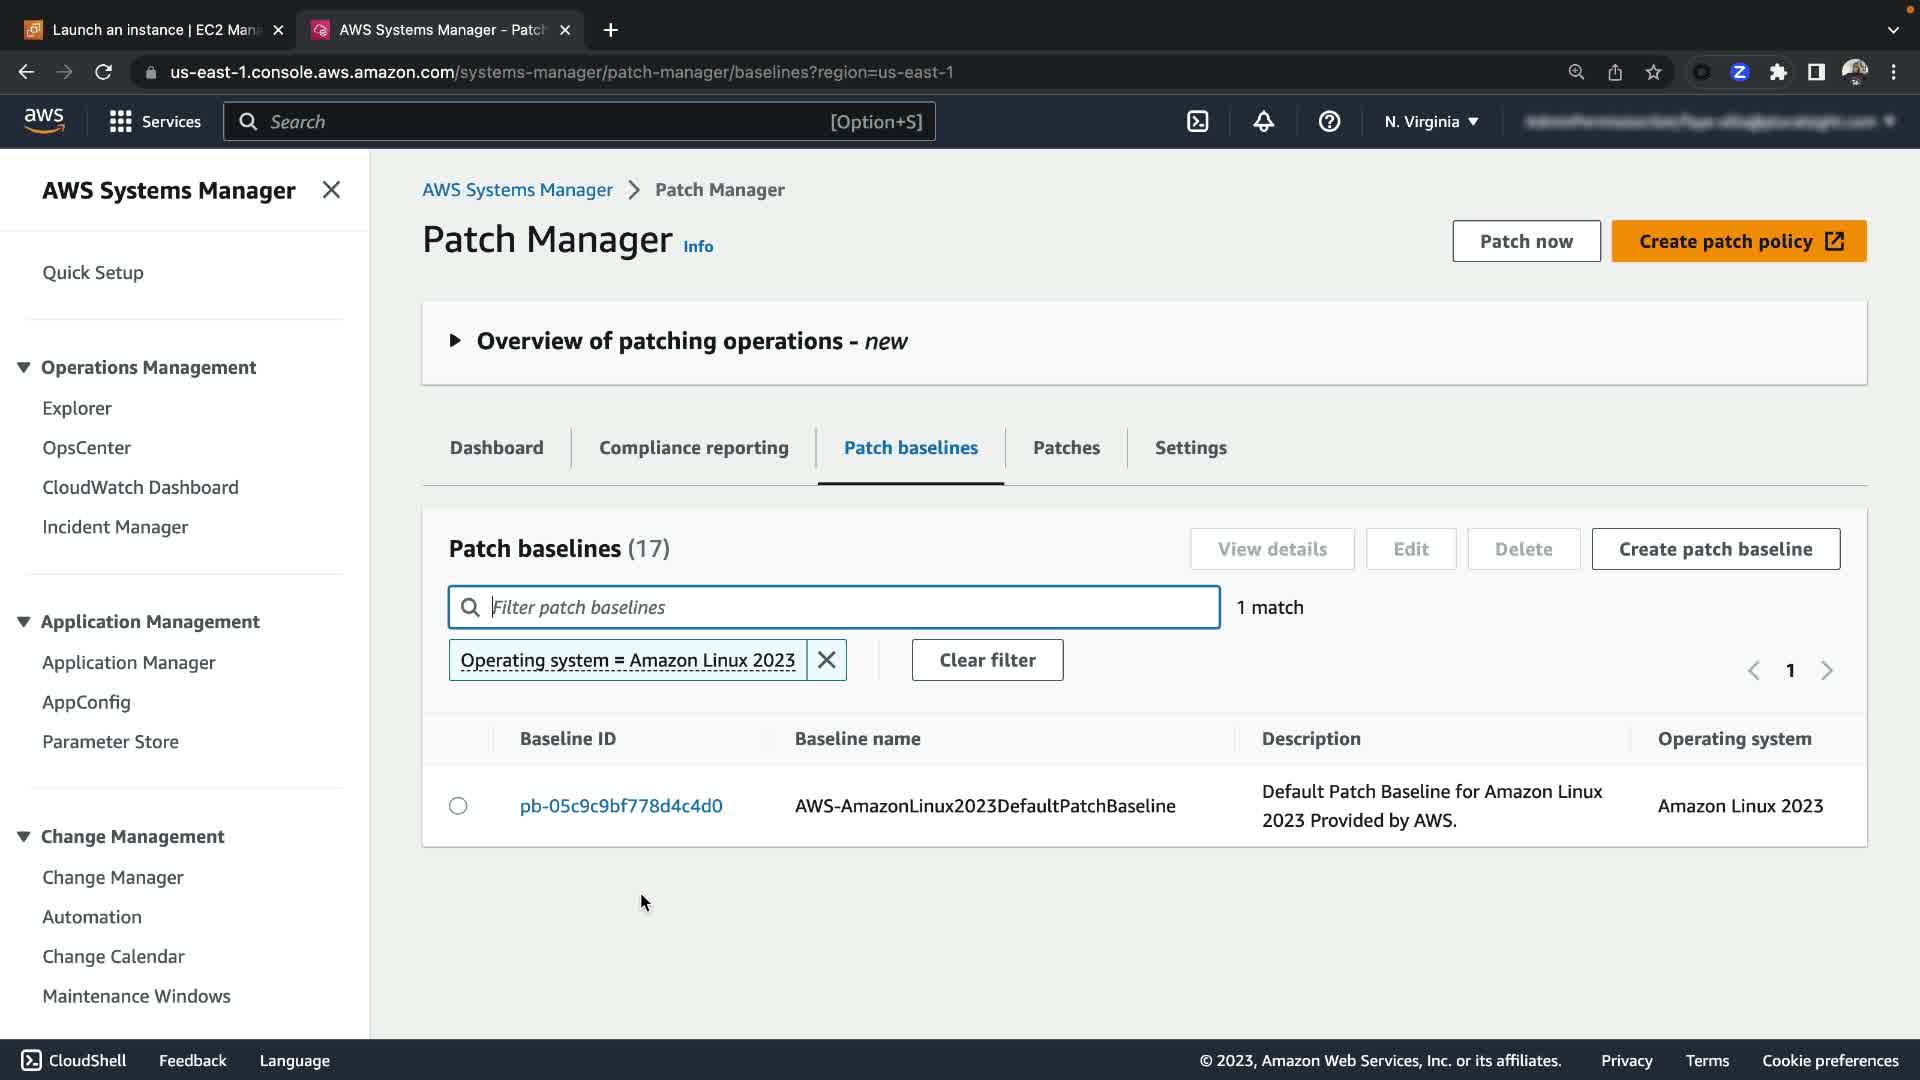 Launch an instance | EC2 Mana
AWS Systems Manager - Patch
us-east-1.console.aws.amazon.com/systems-manager/patch-manager/baselines?region=us-east-1
aws
Services
Search
[Option+S]
N. Virginia
AWS Systems Manager
Quick Setup
Operations Management
Explorer
OpsCenter
CloudWatch Dashboard
Incident Manager
Application Management
Application Manager
AppConfig
Parameter Store
Change Management
Change Manager
Automation
Change Calendar
Maintenance Windows
AWS Systems Manager > Patch Manager
Patch Manager Info
Patch now
Create patch policy
Overview of patching operations - new
Dashboard
Compliance reporting
Patch baselines
Patches
Settings
Patch baselines (17)
View details
Edit
Delete
Create patch baseline
Filter patch baselines
1 match
Operating system = Amazon Linux 2023
Clear filter
1
Baseline ID
Baseline name
Description
Operating system
pb-05c9c9bf778d4c4d0
AWS-AmazonLinux2023DefaultPatchBaseline
Default Patch Baseline for Amazon Linux
2023 Provided by AWS.
Amazon Linux 2023
CloudShell
Feedback
Language
© 2023, Amazon Web Services, Inc. or its affiliates.
Privacy
Terms
Cookie preferences